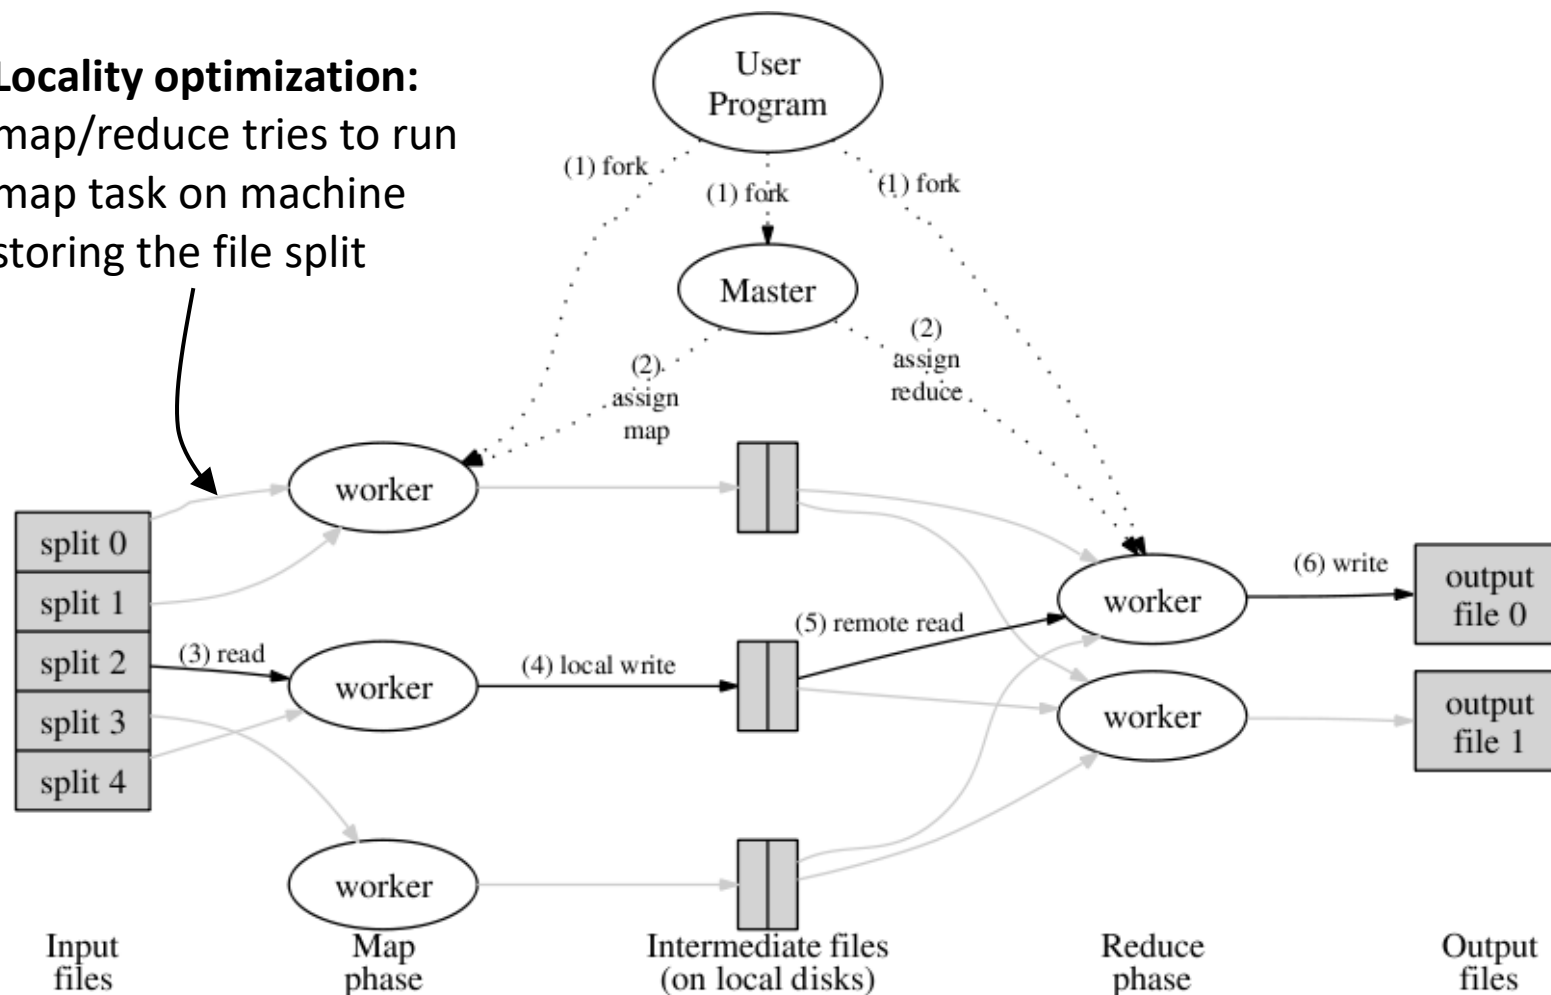 Locality optimization:
map/reduce tries to run
map task on machine
storing the file split
User
Program
(1) fork
(1) fork
(1) fork
Master
(2)
assign
map
(2)
assign
reduce
worker
split 0
split 1
split 2
split 3
split 4
(3) read
worker
(4) local write
worker
(5) remote read
worker
worker
(6) write
output
file 0
output
file 1
Input
files
Map
phase
Intermediate files
(on local disks)
Reduce
phase
Output
files